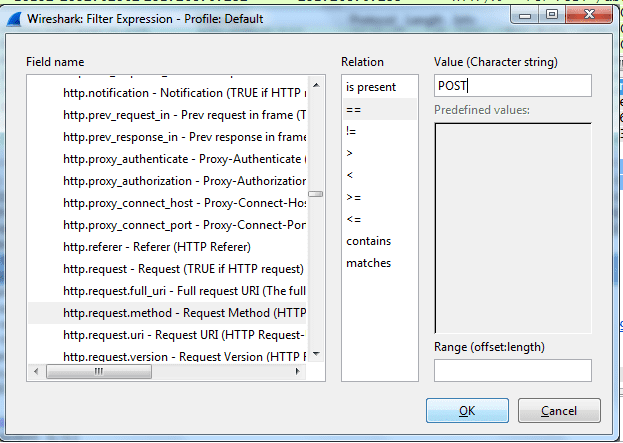 Wireshark: Filter Expression - Profile: Default
Field name
http.notification - Notification (TRUE if HTTP
http.prev_request_in - Prev request in frame (T
http.prev_response_in - Prev response in frame
http.proxy_authenticate - Proxy-Authenticate (
http.proxy_authorization - Proxy-Authorization
http.proxy_connect_host - Proxy-Connect-Hos
http.proxy_connect_port - Proxy-Connect-Por
http.referer - Referer (HTTP Referer)
http.request - Request (TRUE if HTTP request)
http.request.full_uri - Full request URI (The full
http.request.method - Request Method (HTTP
http.request.uri - Request URI (HTTP Request-
http.request.version - Request Version (HTTP R
Relation
is present
==
!=
>
<
>=
<=
contains
matches
Value (Character string)
POST
Predefined values:
Range (offset:length)
OK
Cancel